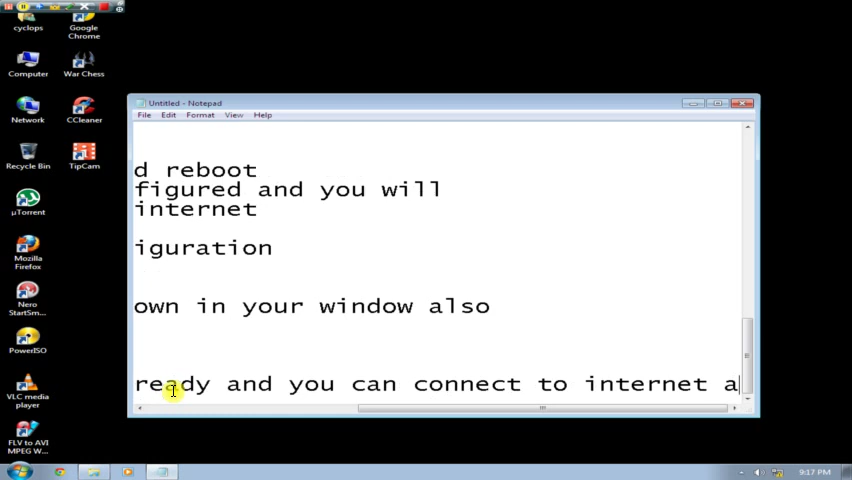 cyclops
Google
Chrome
Computer
War Chess
Network
CCleaner
Recycle Bin
TipCam
µTorrent
Mozilla
Firefox
Nero
StartSm...
PowerISO
VLC media
player
FLV to AVI
MPEG W...
Untitled - Notepad
File Edit Format View Help
d reboot
figured and you will
internet
iguration
own in your window also
ready and you can connect to internet a
9:17 PM